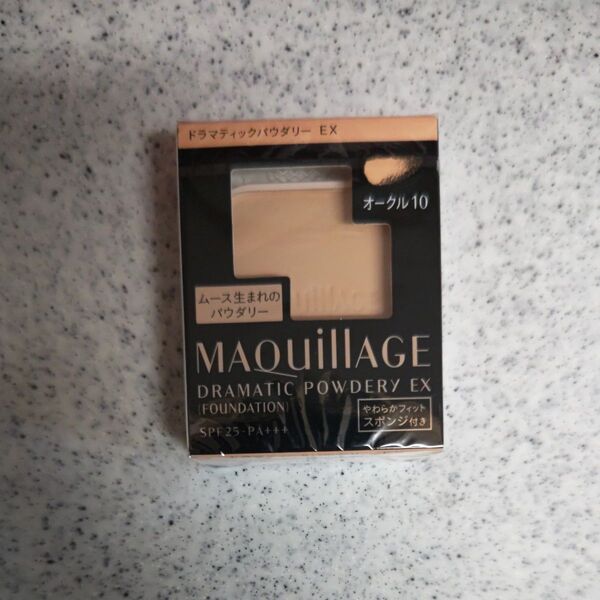 ドラマティックパウダリー EX
オークル10
ムース生まれの
パウダリー
MAQuillAGE
DRAMATIC POWDERY EX
(FOUNDATION)
SPF25・PA+++
やわらかフィット
スポンジ付き